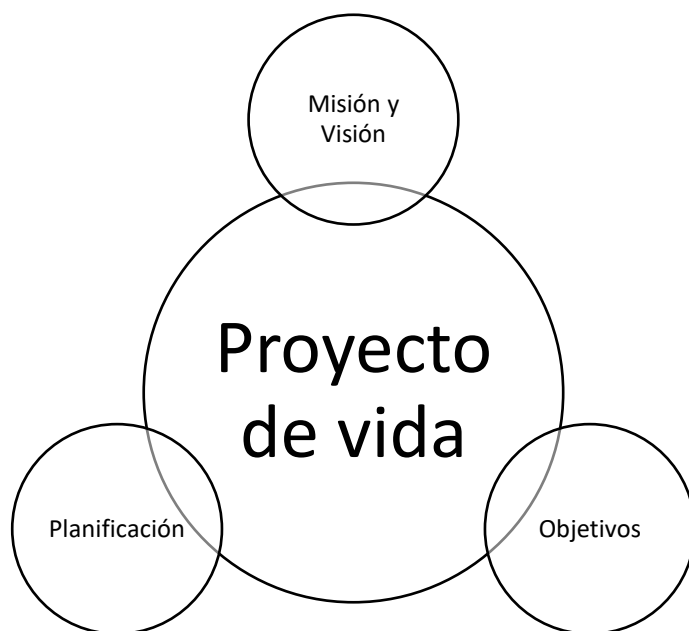 Misión y
Visión
Proyecto
de vida
Planificación
Objetivos